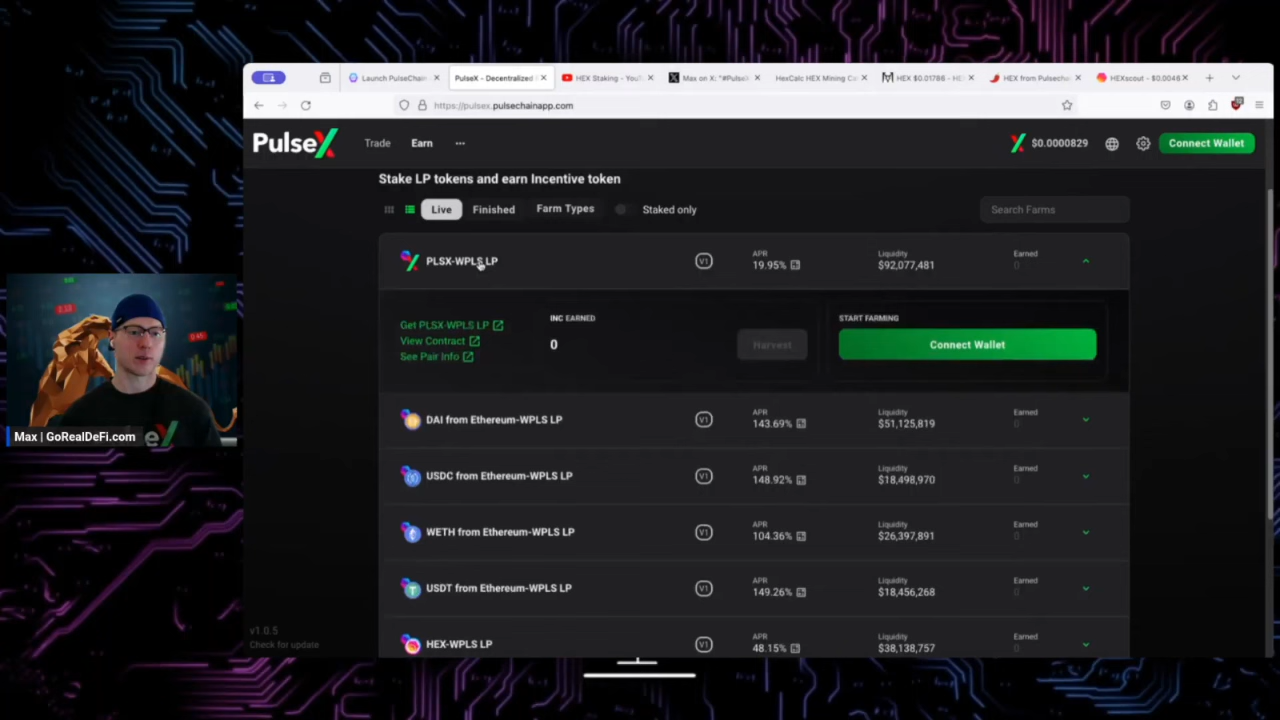 Launch PulseChain
PulseX - Decentralized
HEX Staking - YouT
Max on X: "#Pulse
HexCalc HEX Mining C
HEX $0.01786 - HE
HEX from Pulsech
HEXscout - $0.0046
https://pulsex.pulsechainapp.com
PulseX
Trade
Earn
$0.0000829
Connect Wallet
Stake LP tokens and earn Incentive token
Live
Finished
Farm Types
Staked only
Search Farms
PLSX-WPLS LP
V1
APR
19.95%
Liquidity
$92,077,481
Earned
0
Get PLSX-WPLS LP
View Contract
See Pair Info
INC EARNED
0
Harvest
START FARMING
Connect Wallet
DAI from Ethereum-WPLS LP
V1
APR
143.69%
Liquidity
$51,125,819
Earned
0
USDC from Ethereum-WPLS LP
V1
APR
148.92%
Liquidity
$18,498,970
Earned
0
WETH from Ethereum-WPLS LP
V1
APR
104.36%
Liquidity
$26,397,891
Earned
0
USDT from Ethereum-WPLS LP
V1
APR
149.26%
Liquidity
$18,456,268
Earned
0
HEX-WPLS LP
V1
APR
48.15%
Liquidity
$38,138,757
Earned
0
v1.0.5
Check for update
Max | GoRealDeFi.com